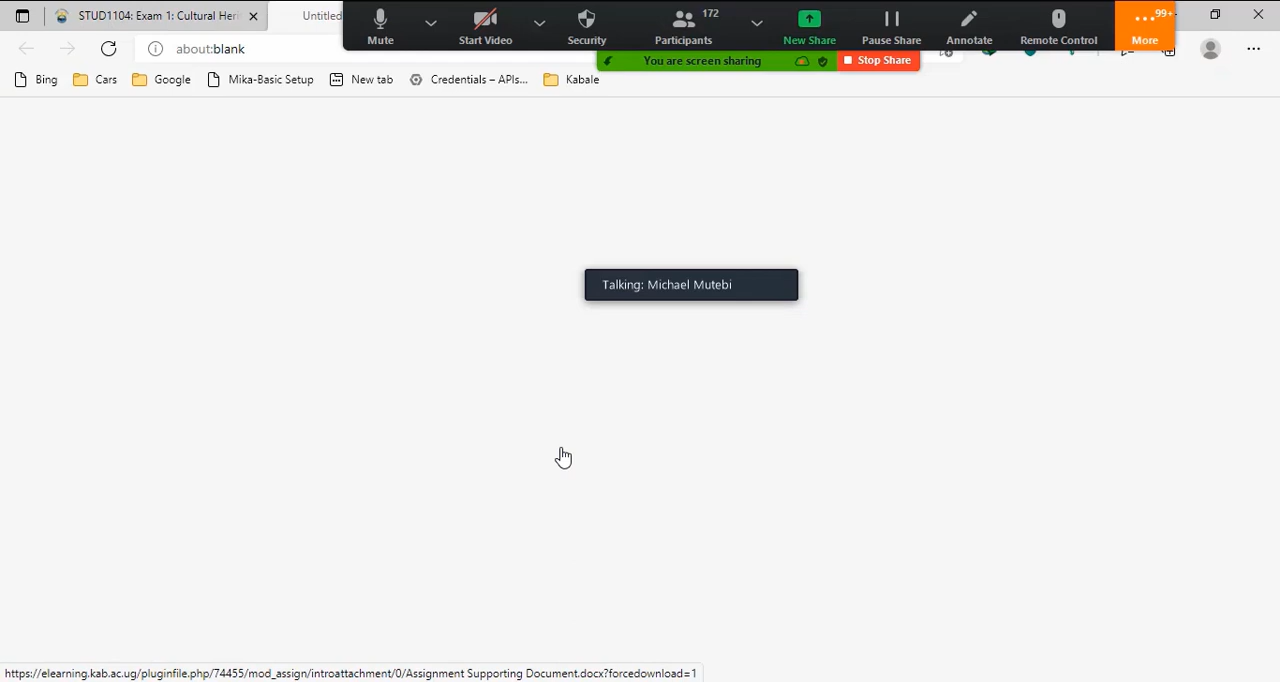 STUD1104: Exam 1: Cultural Heri
Untitled
172
99+
Mute
Start Video
Security
Participants
New Share
Pause Share
Annotate
Remote Control
More
about:blank
You are screen sharing
Stop Share
Bing
Cars
Google
Mika-Basic Setup
New tab
Credentials – APIs...
Kabale
Talking: Michael Mutebi
https://elearning.kab.ac.ug/pluginfile.php/74455/mod_assign/introattachment/0/Assignment Supporting Document.docx?forcedownload=1